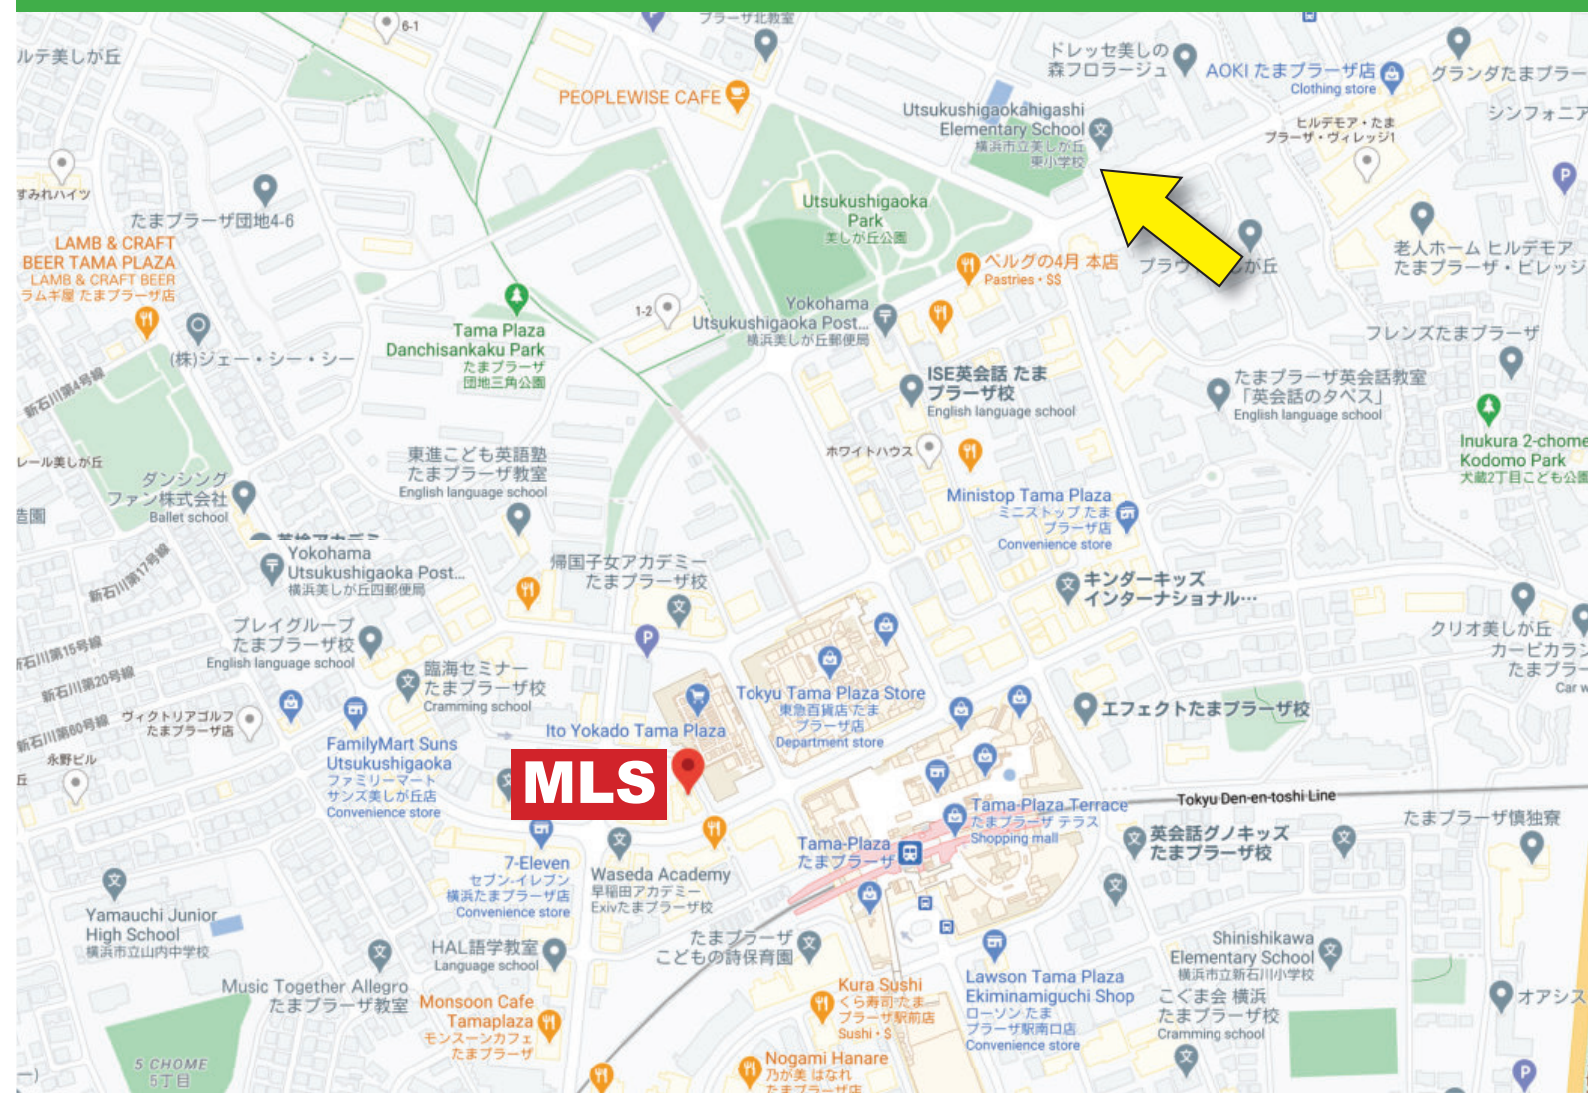 6-1
プラーザ北教室
ルテ美しが丘
PEOPLEWISE CAFE
ドレッセ美しの
森フロラージュ
AOKI たまプラーザ店
Clothing store
グランダたまプラー
シンフォニア
Utsukushigaokahigashi
Elementary School
横浜市立美しが丘
東小学校
ヒルデモア・たま
プラーザ・ヴィレッジ1
すみれハイツ
たまプラーザ団地4-6
LAMB & CRAFT
BEER TAMA PLAZA
LAMB & CRAFT BEER
ラムギ屋 たまプラーザ店
Utsukushigaoka
Park
美しが丘公園
ベルグの4月 本店
Pastries・$$
老人ホーム ヒルデモア
たまプラーザ・ビレッジ
1-2
Yokohama
Utsukushigaoka Post...
横浜美しが丘郵便局
Tama Plaza
Danchisankaku Park
たまプラーザ
団地三角公園
(株)ジェー・シー・シー
フレンズたまプラーザ
新石川第4号線
ISE英会話 たま
プラーザ校
English language school
たまプラーザ英会話教室
「英会話のタペス」
English language school
Inukura 2-chome
Kodomo Park
犬蔵2丁目こども公園
レール美しが丘
東進こども英語塾
たまプラーザ教室
English language school
ホワイトハウス
ダンシング
ファン株式会社
Ballet school
造園
Ministop Tama Plaza
ミニストップ たま
プラーザ店
Convenience store
Yokohama
Utsukushigaoka Post...
横浜美しが丘四郵便局
新石川第17号線
帰国子女アカデミー
たまプラーザ校
キンダーキッズ
インターナショナル…
プレイグループ
たまプラーザ校
English language school
新石川第15号線
新石川第20号線
新石川第60号線
臨海セミナー
たまプラーザ校
Cramming school
クリオ美しが丘
カービカラン
たまプラー
Car w
Tokyu Tama Plaza Store
東急百貨店 たま
プラーザ店
Department store
エフェクトたまプラーザ校
ヴィクトリアゴルフ
たまプラーザ店
Ito Yokado Tama Plaza
FamilyMart Suns
Utsukushigaoka
ファミリーマート
サンズ美しが丘店
Convenience store
永野ビル
丘
MLS
Tokyu Den-en-toshi Line
Tama-Plaza Terrace
たまプラーザ テラス
Shopping mall
Tama-Plaza
たまプラーザ
英会話グノキッズ
たまプラーザ校
たまプラーザ慎独寮
7-Eleven
セブン-イレブン
横浜たまプラーザ店
Convenience store
Waseda Academy
早稲田アカデミー
Exivたまプラーザ校
Yamauchi Junior
High School
横浜市立山内中学校
HAL語学教室
Language school
たまプラーザ
こどもの詩保育園
Shinishikawa
Elementary School
横浜市立新石川小学校
Music Together Allegro
たまプラーザ教室
Monsoon Cafe
Tamaplaza
モンスーンカフェ
たまプラーザ
Kura Sushi
くら寿司 たま
プラーザ駅前店
Sushi・$
Lawson Tama Plaza
Ekiminamiguchi Shop
ローソン たま
プラーザ駅南口店
Convenience store
こぐま会 横浜
たまプラーザ校
Cramming school
オアシス
5 CHOME
5丁目
Nogami Hanare
乃が美 はなれ
たまプラーザ店